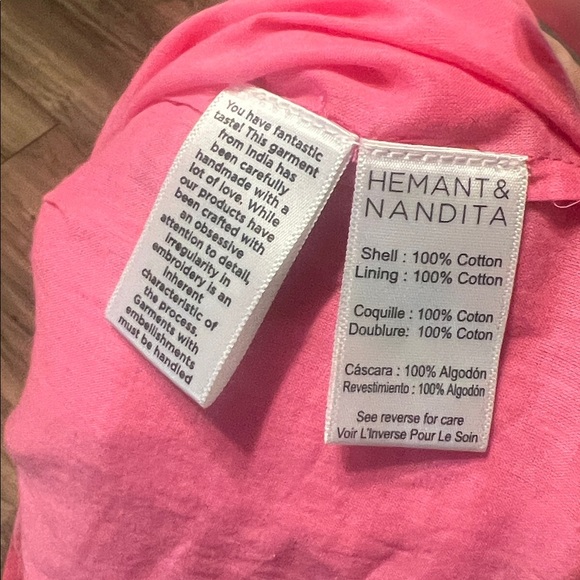 You have fantastic
taste! This garment
from India has
been carefully
handmade with a
lot of love. While
our products have
been crafted with
an obsessive
attention to detail,
irregularity in
embroidery is an
inherent
characteristic of
the process.
Garments with
embellishments
must be handled
HEMANT &
NANDITA
Shell : 100% Cotton
Lining : 100% Cotton
Coquille : 100% Coton
Doublure: 100% Coton
Cáscara : 100% Algodón
Revestimiento : 100% Algodón
See reverse for care
Voir L'Inverse Pour Le Soin